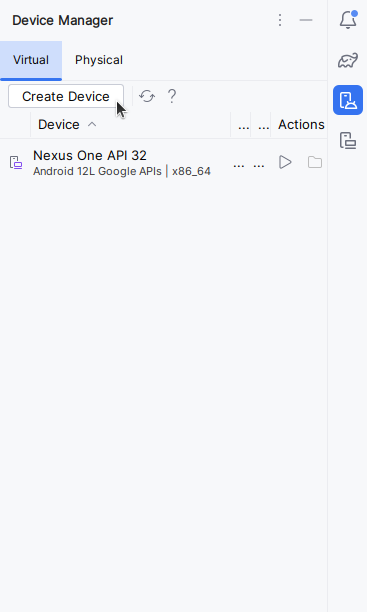 Device Manager
Virtual Physical
Create Device ?
Device ... ... Actions
Nexus One API 32
Android 12L Google APIs | x86_64 ... ...